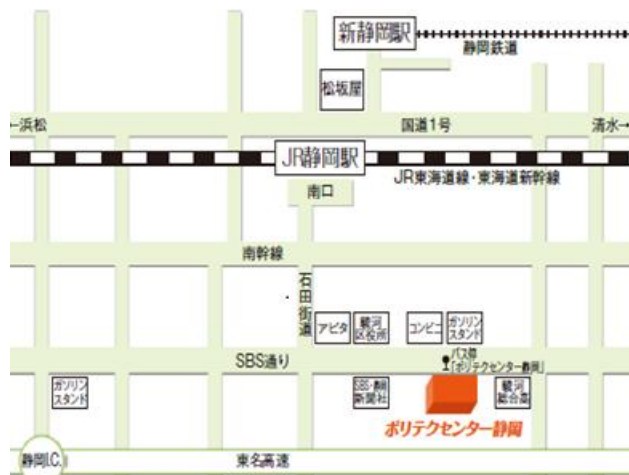 新静岡駅
静岡鉄道
松坂屋
←浜松
国道1号
清水→
JR静岡駅
JR東海道線・東海道新幹線
南口
南幹線
石田街道
アピタ
駿河
区役所
コンビニ
ガソリン
スタンド
バス停
「ポリテクセンター静岡」
SBS通り
ガソリン
スタンド
SBS・静岡
新聞社
駿河
総合高
ポリテクセンター静岡
静岡I.C.
東名高速